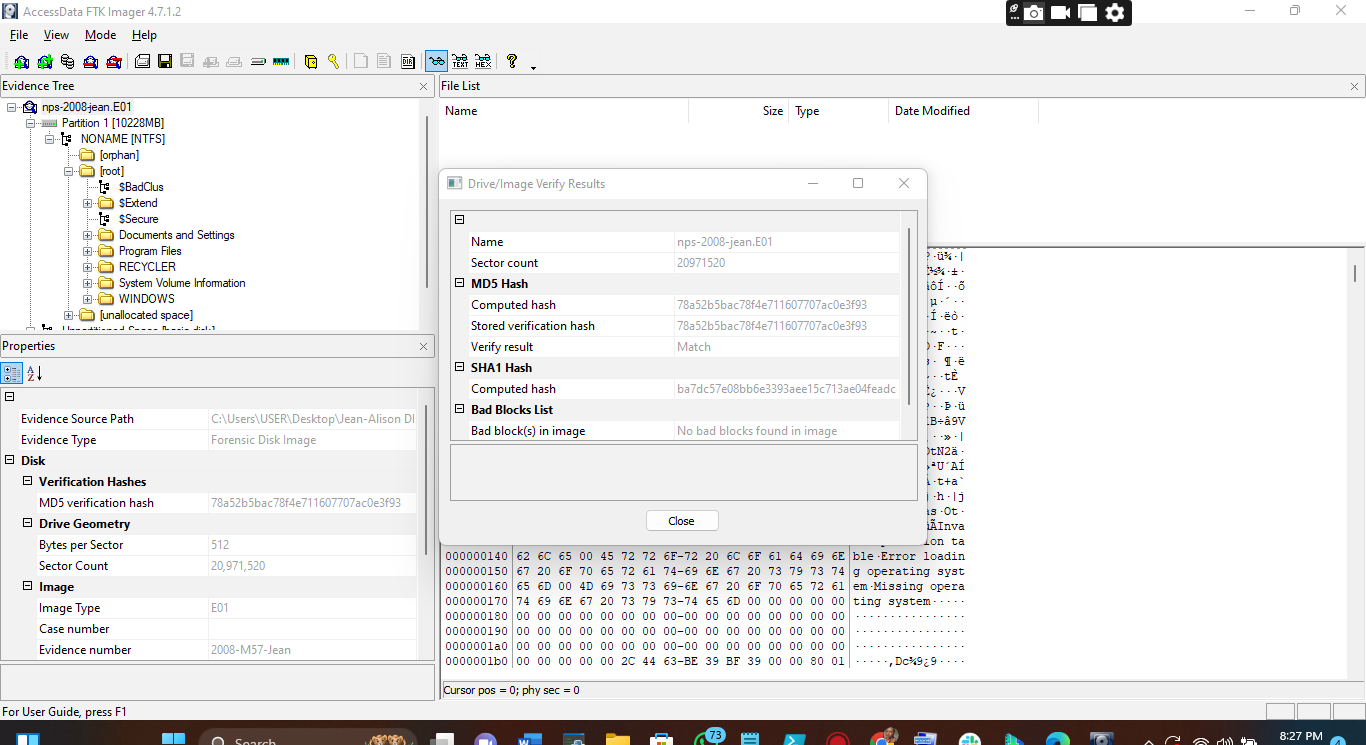 AccessData FTK Imager 4.7.1.2
File View Mode Help
Evidence Tree
nps-2008-jean.E01
Partition 1 [10228MB]
NONAME [NTFS]
[orphan]
[root]
$BadClus
$Extend
$Secure
Documents and Settings
Program Files
RECYCLER
System Volume Information
WINDOWS
[unallocated space]
Unpartitioned Space [basic disk]
Properties
Evidence Source Path C:\Users\USER\Desktop\Jean-Alison DI
Evidence Type Forensic Disk Image
Disk
Verification Hashes
MD5 verification hash 78a52b5bac78f4e711607707ac0e3f93
Drive Geometry
Bytes per Sector 512
Sector Count 20,971,520
Image
Image Type E01
Case number
Evidence number 2008-M57-Jean
For User Guide, press F1
File List
Name Size Type Date Modified
Drive/Image Verify Results
Name nps-2008-jean.E01
Sector count 20971520
MD5 Hash
Computed hash 78a52b5bac78f4e711607707ac0e3f93
Stored verification hash 78a52b5bac78f4e711607707ac0e3f93
Verify result Match
SHA1 Hash
Computed hash ba7dc57e08bb6e3393aee15c713ae04feadc
Bad Blocks List
Bad block(s) in image No bad blocks found in image
Close
000000140 62 6C 65 00 45 72 72 6F-72 20 6C 6F 61 64 69 6E ble·Error loadin
000000150 67 20 6F 70 65 72 61 74-69 6E 67 20 73 79 73 74 g operating syst
000000160 65 6D 00 4D 69 73 73 69-6E 67 20 6F 70 65 72 61 em·Missing opera
000000170 74 69 6E 67 20 73 79 73-74 65 6D 00 00 00 00 00 ting system·····
000000180 00 00 00 00 00 00 00 00-00 00 00 00 00 00 00 00 ················
000000190 00 00 00 00 00 00 00 00-00 00 00 00 00 00 00 00 ················
0000001a0 00 00 00 00 00 00 00 00-00 00 00 00 00 00 00 00 ················
0000001b0 00 00 00 00 00 2C 44 63-BE 39 BF 39 00 00 80 01 ·····,Dc¾9¿9····
Cursor pos = 0; phy sec = 0
Search
73
8:27 PM